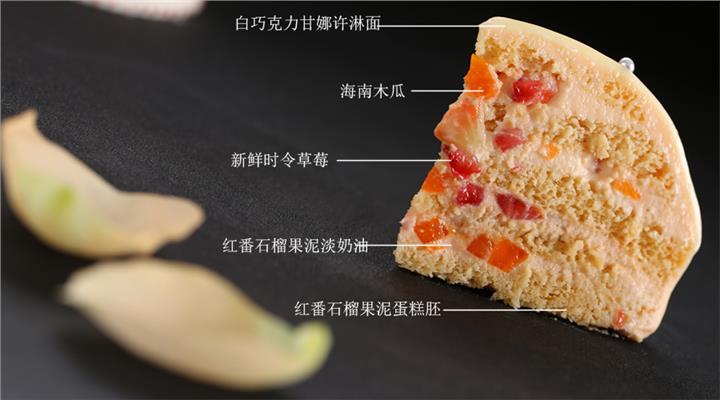 白巧克力甘娜许淋面
海南木瓜
新鲜时令草莓
红番石榴果泥淡奶油
红番石榴果泥蛋糕胚